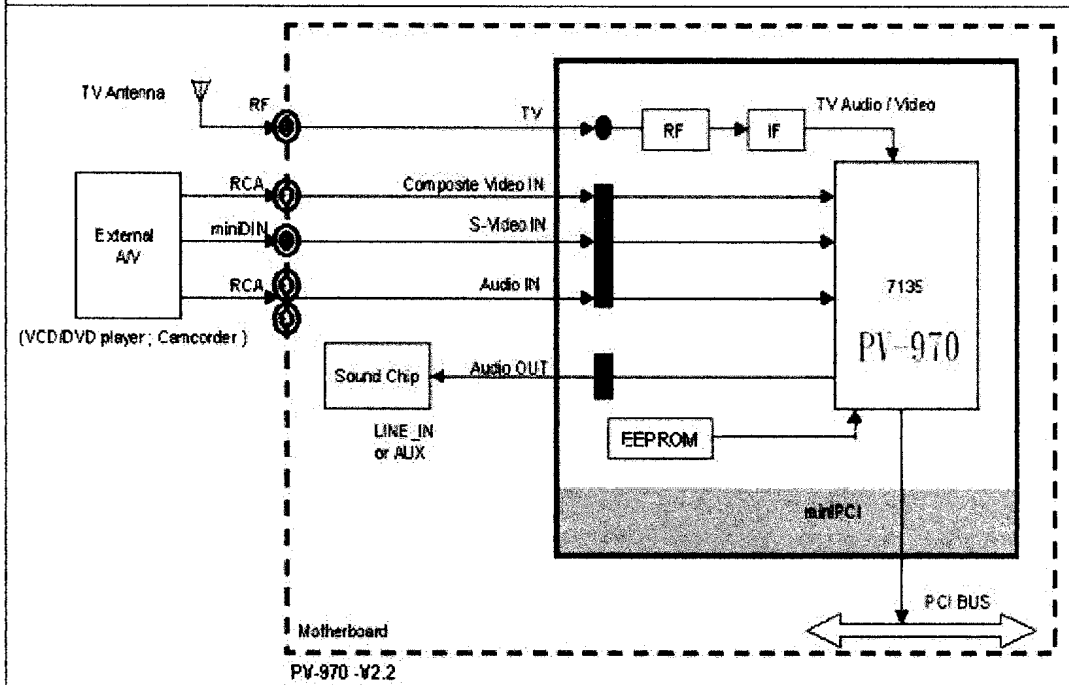 TV Antenna
RF
TV
RF
IF
TV Audio / Video
RCA
Composite Video IN
External
A/V
miniDIN
S-Video IN
RCA
Audio IN
(VCD/DVD player ; Camcorder )
7135
PV-970
Sound Chip
Audio OUT
LINE_IN
or AUX
EEPROM
miniPCI
PCI BUS
Motherboard
PV-970 -V2.2